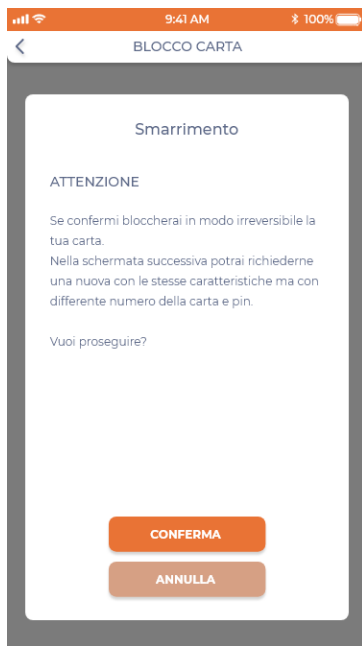 9:41 AM
100%
BLOCCO CARTA
Smarrimento
ATTENZIONE
Se confermi bloccherai in modo irreversibile la
tua carta.
Nella schermata successiva potrai richiederne
una nuova con le stesse caratteristiche ma con
differente numero della carta e pin.
Vuoi proseguire?
CONFERMA
ANNULLA